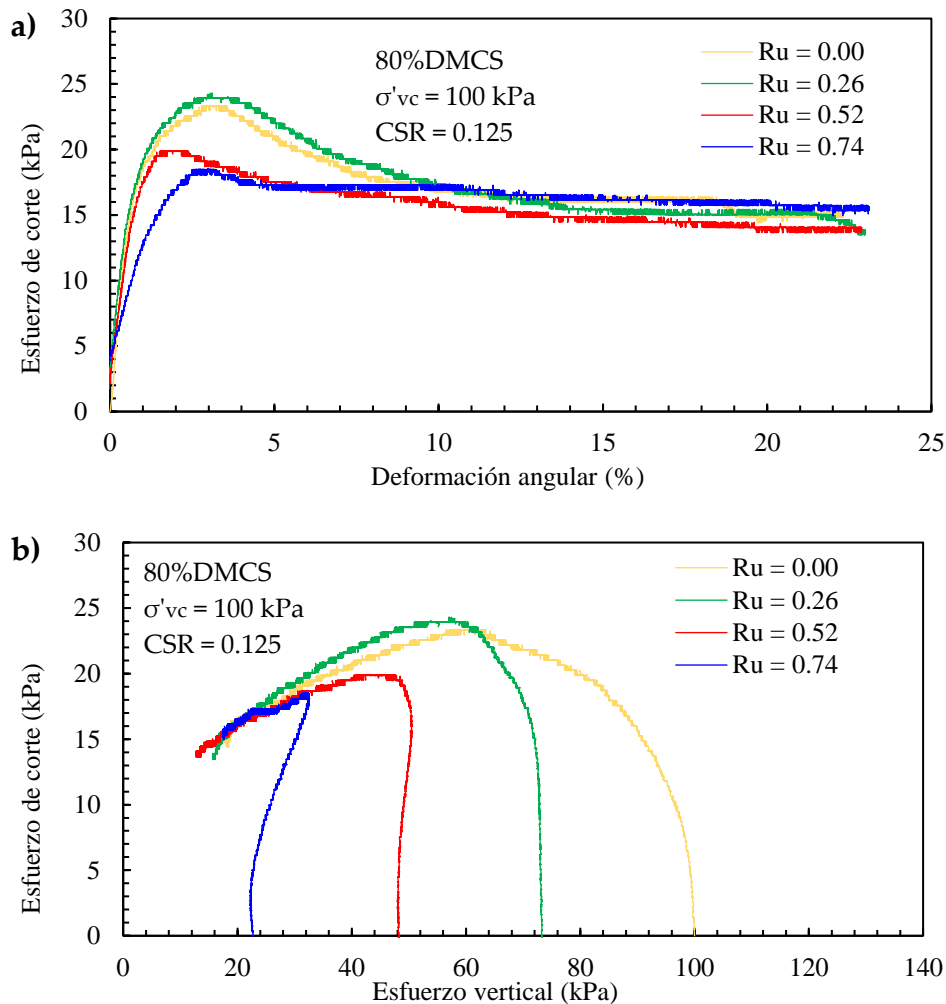 a)
30
25
20
15
10
5
0
Esfuerzo de corte (kPa)
80%DMCS
σ'vc = 100 kPa
CSR = 0.125
Ru = 0.00
Ru = 0.26
Ru = 0.52
Ru = 0.74
0 5 10 15 20 25
Deformación angular (%)
b)
30
25
20
15
10
5
0
Esfuerzo de corte (kPa)
80%DMCS
σ'vc = 100 kPa
CSR = 0.125
Ru = 0.00
Ru = 0.26
Ru = 0.52
Ru = 0.74
0 20 40 60 80 100 120 140
Esfuerzo vertical (kPa)